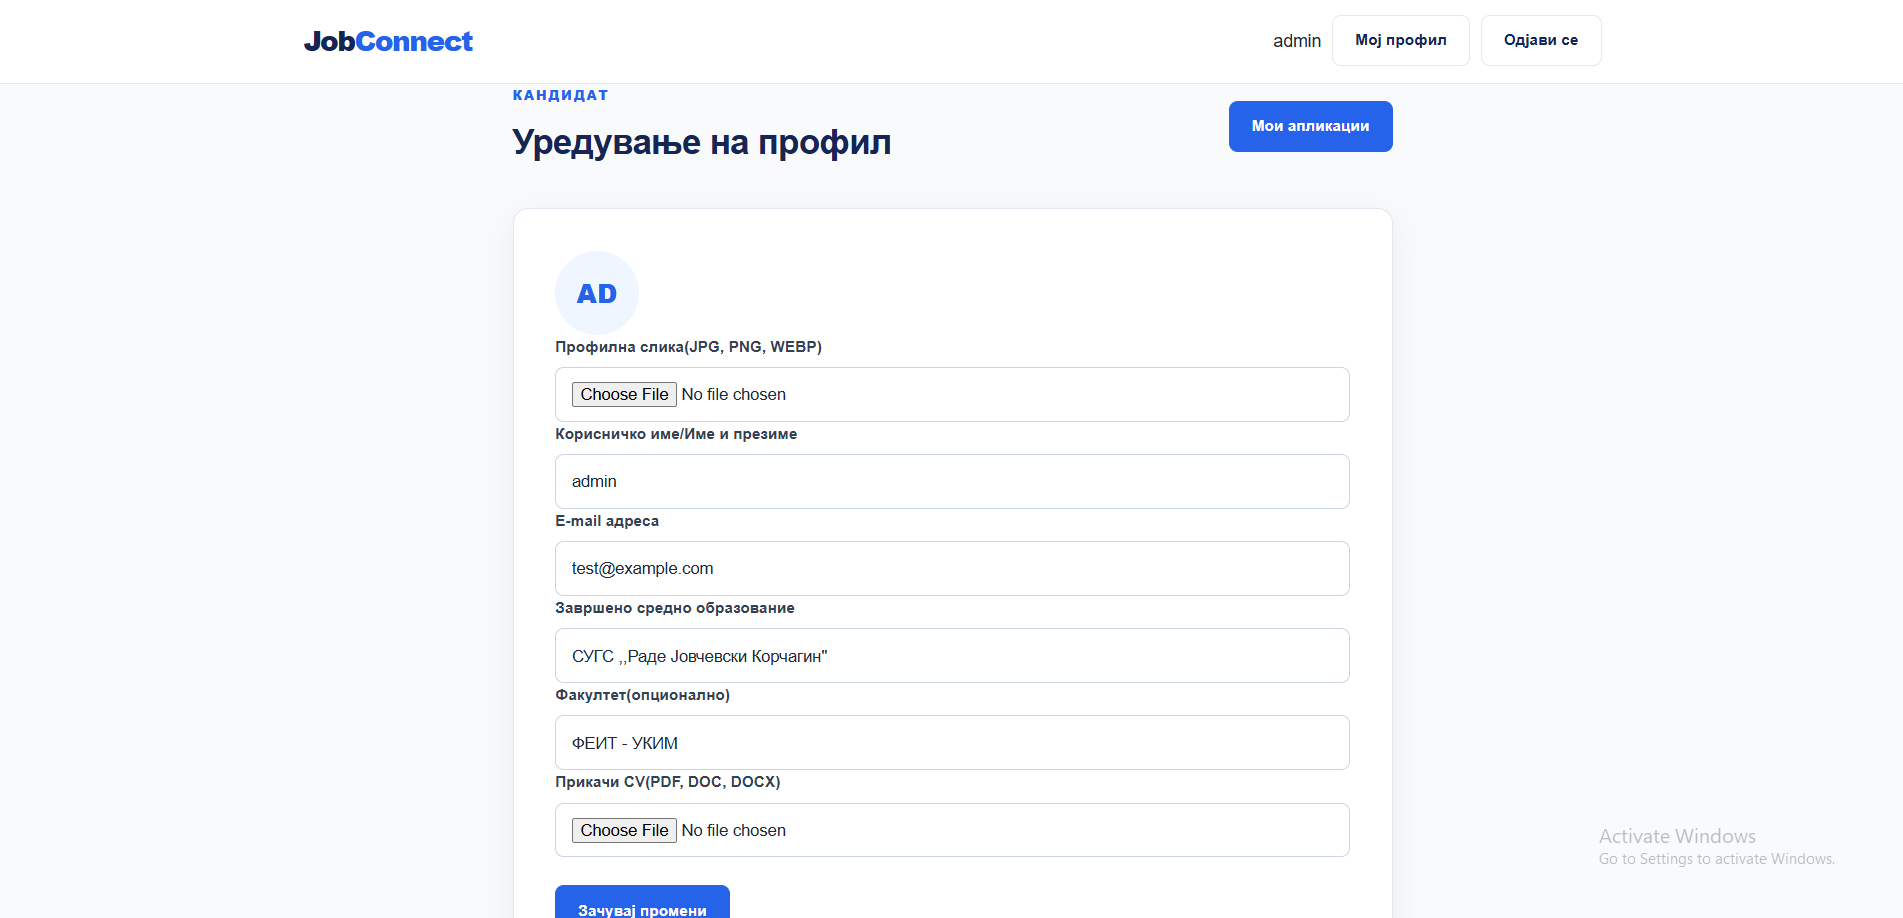 JobConnect
admin
Мој профил
Одјави се
КАНДИДАТ
Уредување на профил
Мои апликации
AD
Профилна слика(JPG, PNG, WEBP)
Choose File No file chosen
Корисничко име/Име и презиме
admin
E-mail адреса
test@example.com
Завршено средно образование
СУГС ,,Раде Јовчевски Корчагин"
Факултет(опционално)
ФЕИТ - УКИМ
Прикачи CV(PDF, DOC, DOCX)
Choose File No file chosen
Зачувај промени
Activate Windows
Go to Settings to activate Windows.